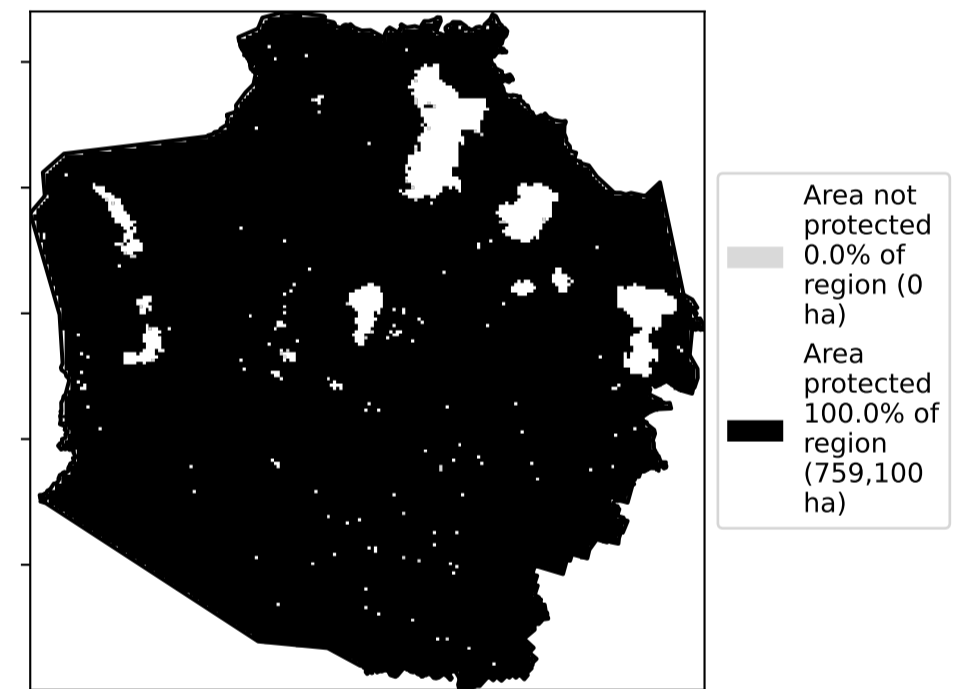 Area not
protected
0.0% of
region (0
ha)
Area
protected
100.0% of
region
(759,100
ha)